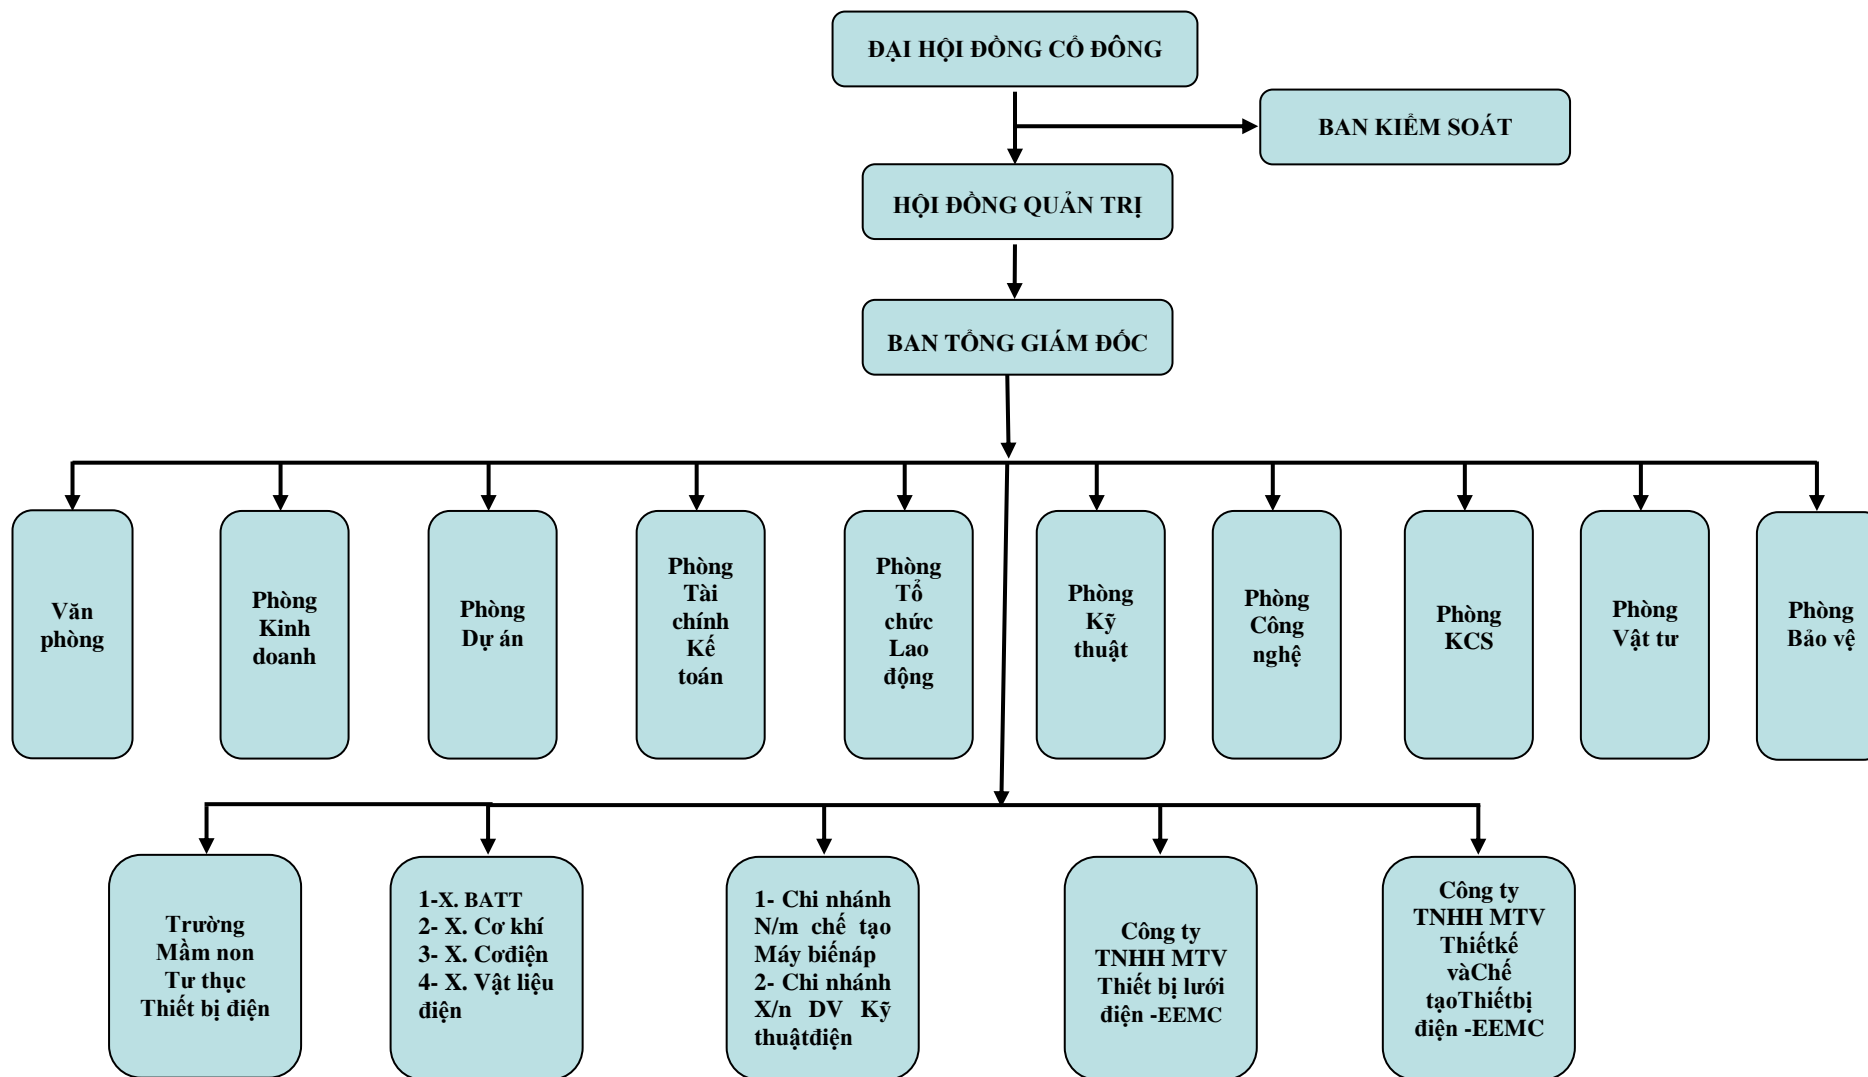 ĐẠI HỘI ĐỒNG CỔ ĐÔNG
BAN KIỂM SOÁT
HỘI ĐỒNG QUẢN TRỊ
BAN TỔNG GIÁM ĐỐC
Văn
phòng
Phòng
Kinh
doanh
Phòng
Dự án
Phòng
Tài
chính
Kế
toán
Phòng
Tổ
chức
Lao
động
Phòng
Kỹ
thuật
Phòng
Công
nghệ
Phòng
KCS
Phòng
Vật tư
Phòng
Bảo vệ
Trường
Mầm non
Tư thục
Thiết bị điện
1-X. BATT
2- X. Cơ khí
3- X. Cơđiện
4- X. Vật liệu
điện
1- Chi nhánh
N/m chế tạo
Máy biếnáp
2- Chi nhánh
X/n DV Kỹ
thuậtđiện
Công ty
TNHH MTV
Thiết bị lưới
điện -EEMC
Công ty
TNHH MTV
Thiếtkế
vàChế
tạoThiếtbị
điện -EEMC